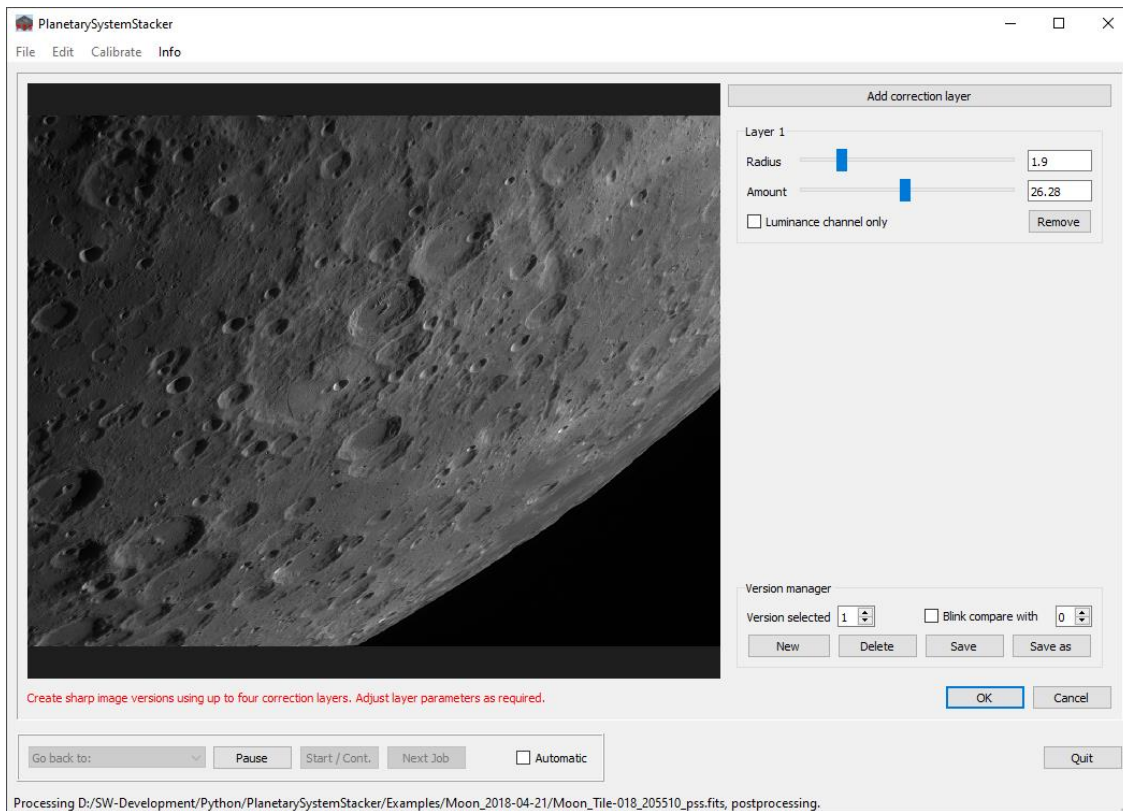 PlanetarySystemStacker
File Edit Calibrate Info
Add correction layer
Layer 1
Radius 1.9
Amount 26.28
Luminance channel only Remove
Version manager
Version selected 1 Blink compare with 0
New Delete Save Save as
Create sharp image versions using up to four correction layers. Adjust layer parameters as required.
OK Cancel
Go back to: Pause Start / Cont. Next Job Automatic Quit
Processing D:/SW-Development/Python/PlanetarySystemStacker/Examples/Moon_2018-04-21/Moon_Tile-018_205510_pss.fits, postprocessing.